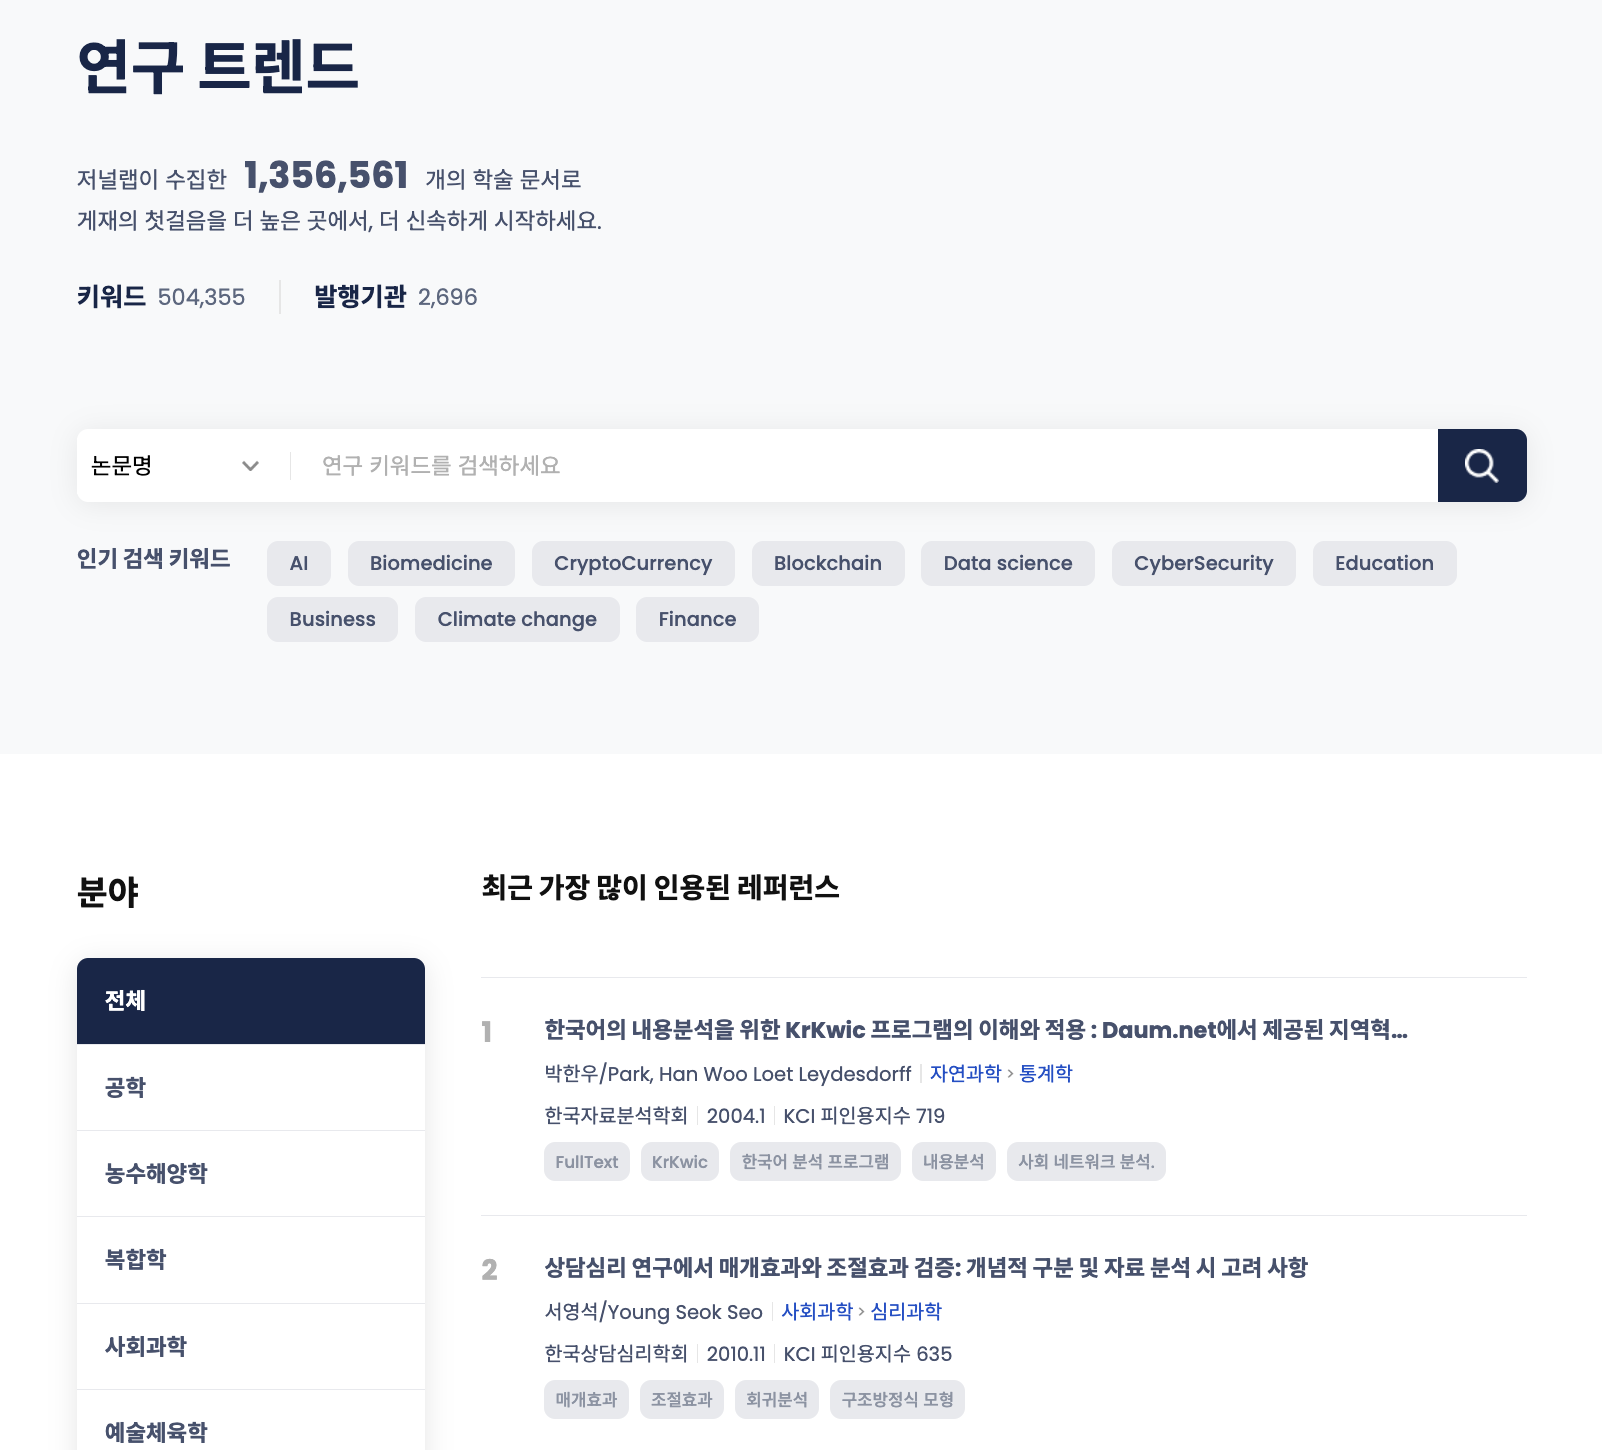 연구 트렌드
저널랩이 수집한 1,356,561 개의 학술 문서로
게재의 첫걸음을 더 높은 곳에서, 더 신속하게 시작하세요.
키워드 504,355 발행기관 2,696
논문명 연구 키워드를 검색하세요
인기 검색 키워드 AI Biomedicine CryptoCurrency Blockchain Data science CyberSecurity Education
Business Climate change Finance
분야
전체
공학
농수해양학
복합학
사회과학
예술체육학
최근 가장 많이 인용된 레퍼런스
1 한국어의 내용분석을 위한 KrKwic 프로그램의 이해와 적용 : Daum.net에서 제공된 지역혁...
박한우/Park, Han Woo Loet Leydesdorff 자연과학 > 통계학
한국자료분석학회 2004.1 KCI 피인용지수 719
FullText KrKwic 한국어 분석 프로그램 내용분석 사회 네트워크 분석.
2 상담심리 연구에서 매개효과와 조절효과 검증: 개념적 구분 및 자료 분석 시 고려 사항
서영석/Young Seok Seo 사회과학 > 심리과학
한국상담심리학회 2010.11 KCI 피인용지수 635
매개효과 조절효과 회귀분석 구조방정식 모형